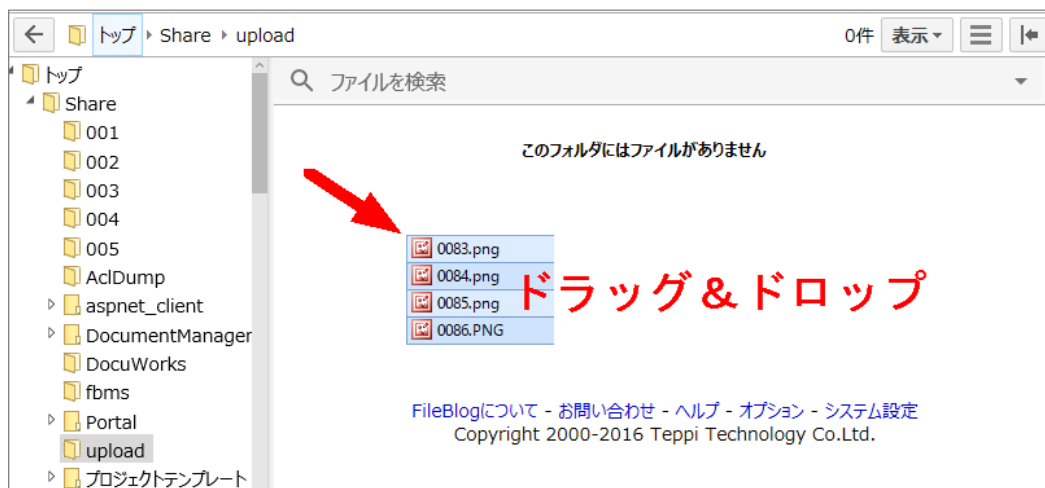 トップ Share upload 0件 表示
トップ
Share
001
002
003
004
005
AclDump
aspnet_client
DocumentManager
DocuWorks
fbms
Portal
upload
プロジェクトテンプレート
ファイルを検索
このフォルダにはファイルがありません
0083.png
0084.png
0085.png
0086.PNG
ドラッグ＆ドロップ
FileBlogについて - お問い合わせ - ヘルプ - オプション - システム設定
Copyright 2000-2016 Teppi Technology Co.Ltd.